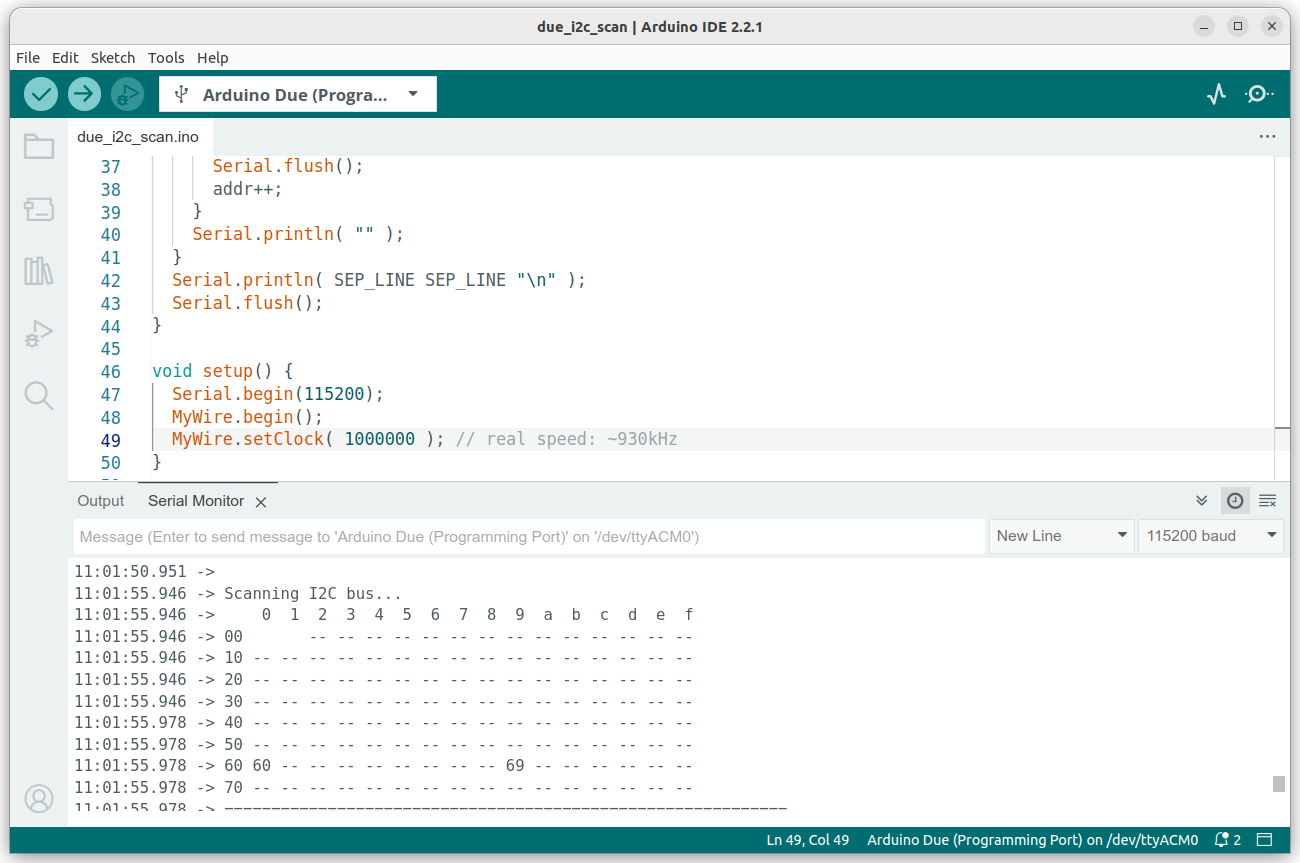 due_i2c_scan | Arduino IDE 2.2.1
File Edit Sketch Tools Help
Arduino Due (Progra...
due_i2c_scan.ino
37 Serial.flush();
38 addr++;
39 }
40 Serial.println( "" );
41 }
42 Serial.println( SEP_LINE SEP_LINE "\n" );
43 Serial.flush();
44 }
45
46 void setup() {
47 Serial.begin(115200);
48 MyWire.begin();
49 MyWire.setClock( 1000000 ); // real speed: ~930kHz
50 }
Output Serial Monitor
Message (Enter to send message to 'Arduino Due (Programming Port)' on '/dev/ttyACM0') New Line 115200 baud
11:01:50.951 ->
11:01:55.946 -> Scanning I2C bus...
11:01:55.946 ->     0  1  2  3  4  5  6  7  8  9  a  b  c  d  e  f
11:01:55.946 -> 00       -- -- -- -- -- -- -- -- -- -- -- -- -- --
11:01:55.946 -> 10 -- -- -- -- -- -- -- -- -- -- -- -- -- -- -- --
11:01:55.946 -> 20 -- -- -- -- -- -- -- -- -- -- -- -- -- -- -- --
11:01:55.946 -> 30 -- -- -- -- -- -- -- -- -- -- -- -- -- -- -- --
11:01:55.978 -> 40 -- -- -- -- -- -- -- -- -- -- -- -- -- -- -- --
11:01:55.978 -> 50 -- -- -- -- -- -- -- -- -- -- -- -- -- -- -- --
11:01:55.978 -> 60 60 -- -- -- -- -- -- -- -- 69 -- -- -- -- -- --
11:01:55.978 -> 70 -- -- -- -- -- -- -- -- -- -- -- -- -- -- -- --
11:01:55.978 -> ------------------------------------------------------------
Ln 49, Col 49 Arduino Due (Programming Port) on /dev/ttyACM0 2